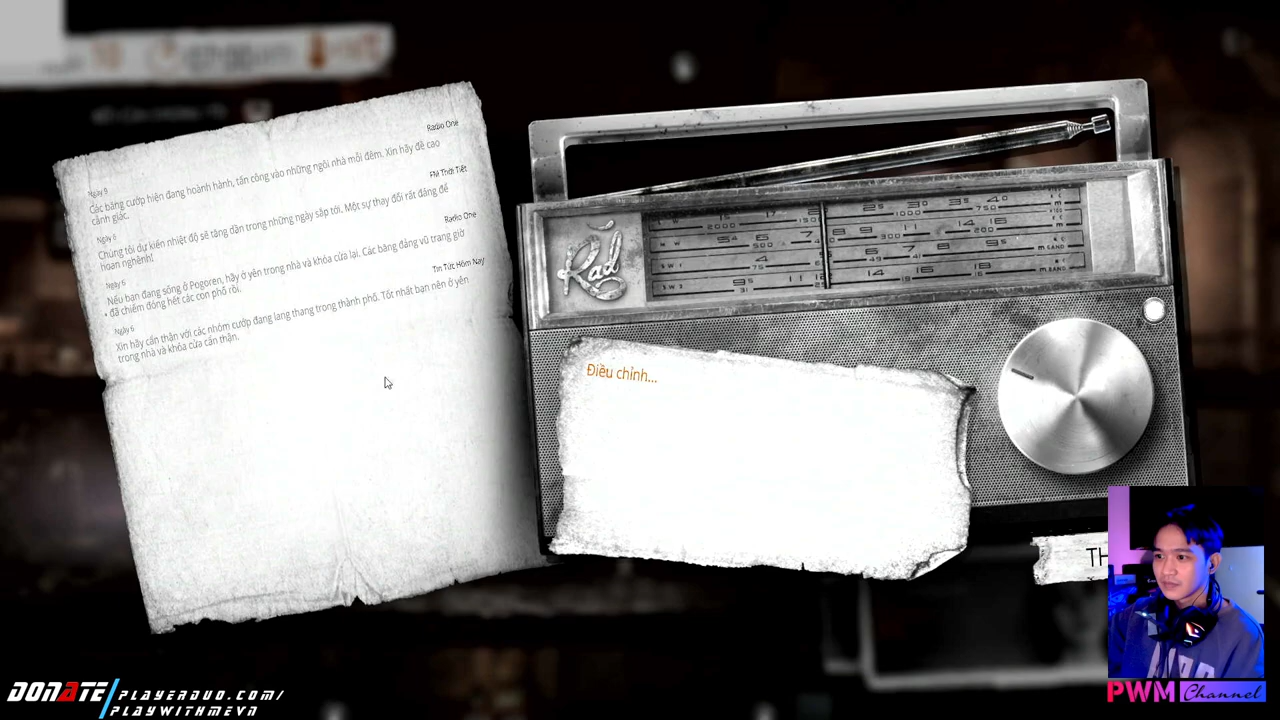 Radio One
Ngày 9
Các băng cướp hiện đang hoành hành, tấn công vào những ngôi nhà mỗi đêm. Xin hãy đề cao
cảnh giác.
FM Thời Tiết
Ngày 6
Chúng tôi dự kiến nhiệt độ sẽ tăng dần trong những ngày sắp tới. Một sự thay đổi rất đáng để
hoan nghênh!
Radio One
Ngày 6
Nếu bạn đang sống ở Pogoren, hãy ở yên trong nhà và khóa cửa lại. Các băng đảng vũ trang giờ
đã chiếm đóng hết các con phố rồi.
Tin Tức Hôm Nay
Ngày 6
Xin hãy cẩn thận với các nhóm cướp đang lang thang trong thành phố. Tốt nhất bạn nên ở yên
trong nhà và khóa cửa cẩn thận.
Rad
Điều chỉnh...
TH
DONATE
PLAYERDUO.COM/
PLAYWITHMEVN
PWM Channel